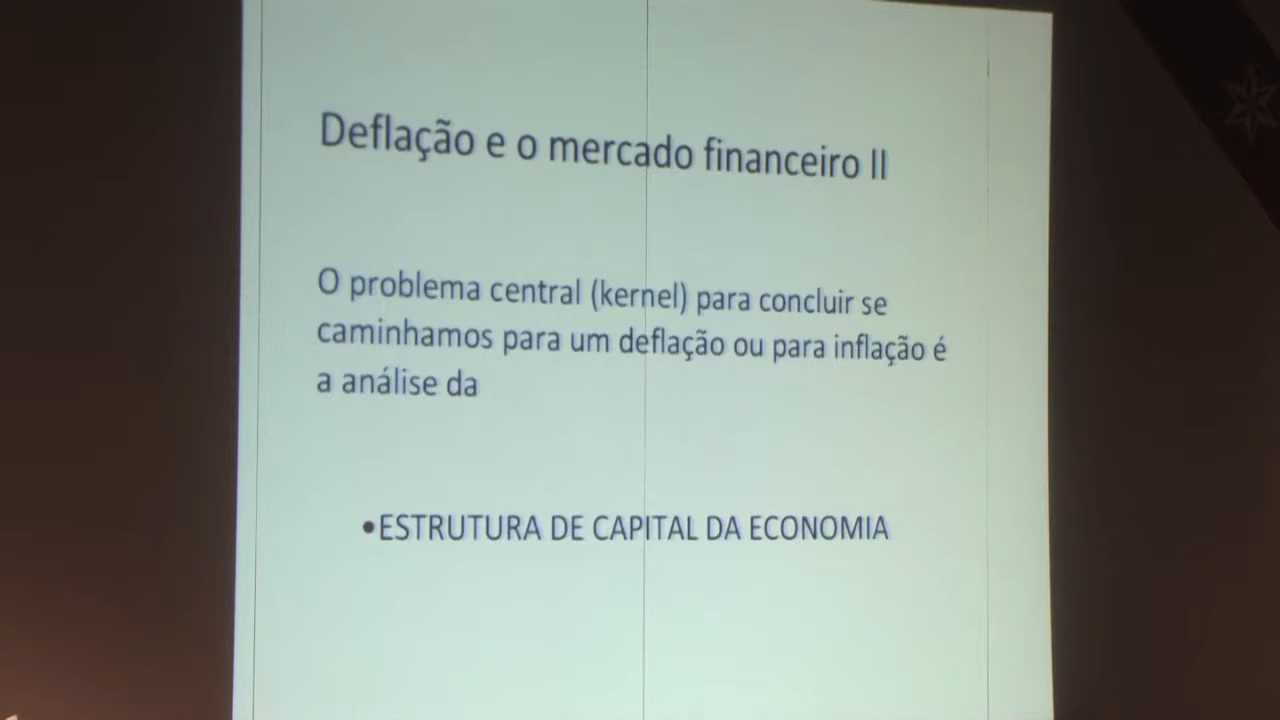 Deflação e o mercado financeiro II
O problema central (kernel) para concluir se
caminhamos para um deflação ou para inflação é
a análise da
•ESTRUTURA DE CAPITAL DA ECONOMIA